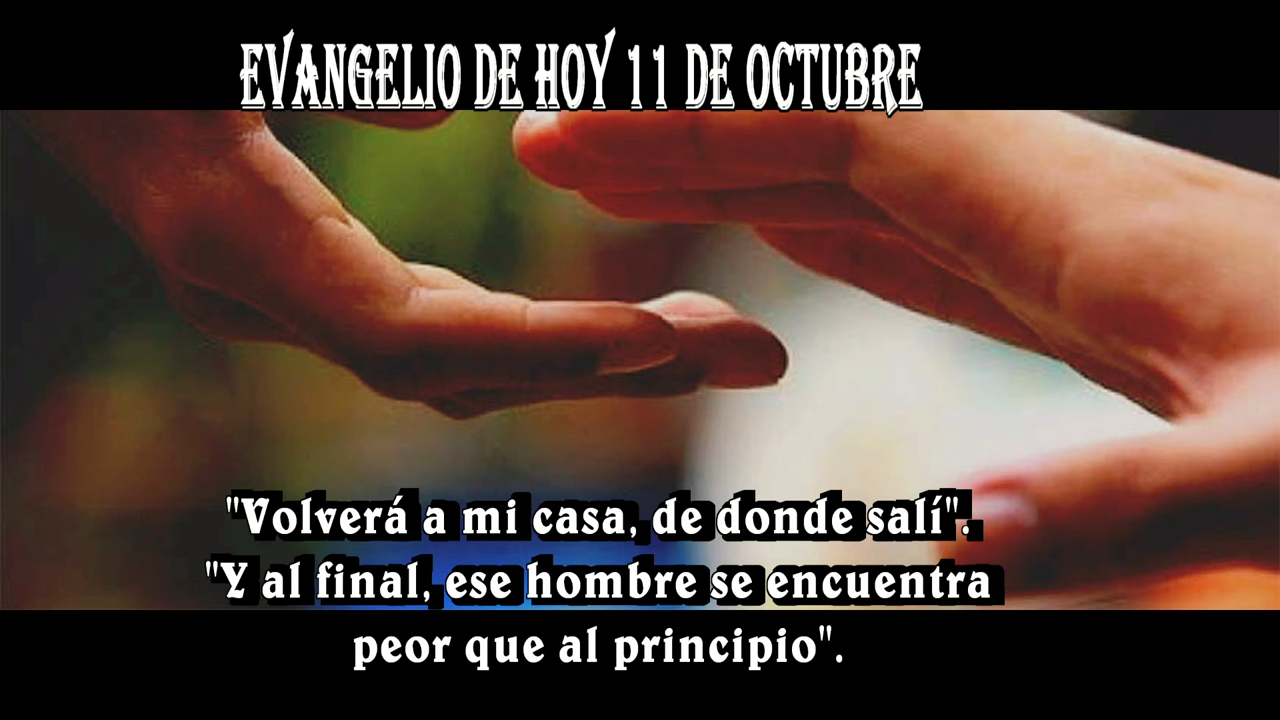 EVANGELIO DE HOY 11 DE OCTUBRE
"Volverá a mi casa, de donde salí".
"Y al final, ese hombre se encuentra
peor que al principio".